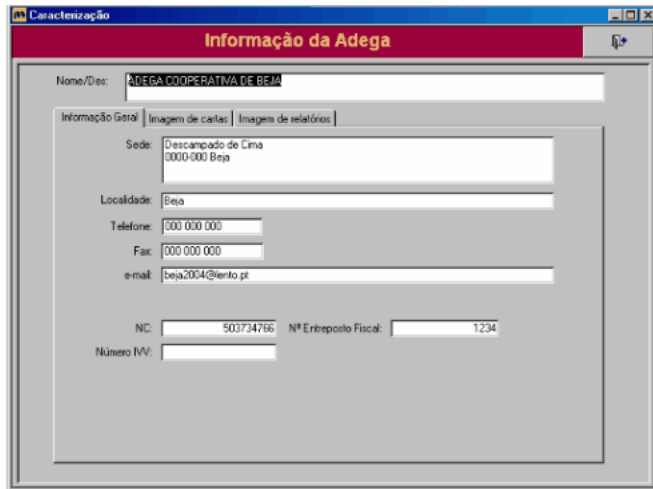 Caracterização
Informação da Adega
Nome/Des: ADEGA COOPERATIVA DE BEJA
Informação Geral Imagem de cartas Imagem de relatórios
Sede: Descampado de Cima
0000-000 Beja
Localidade: Beja
Telefone: 000 000 000
Fax: 000 000 000
e-mail: beja2004@lento.pt
NC: 503734766 Nº Entreposto Fiscal: 1234
Número IVV: